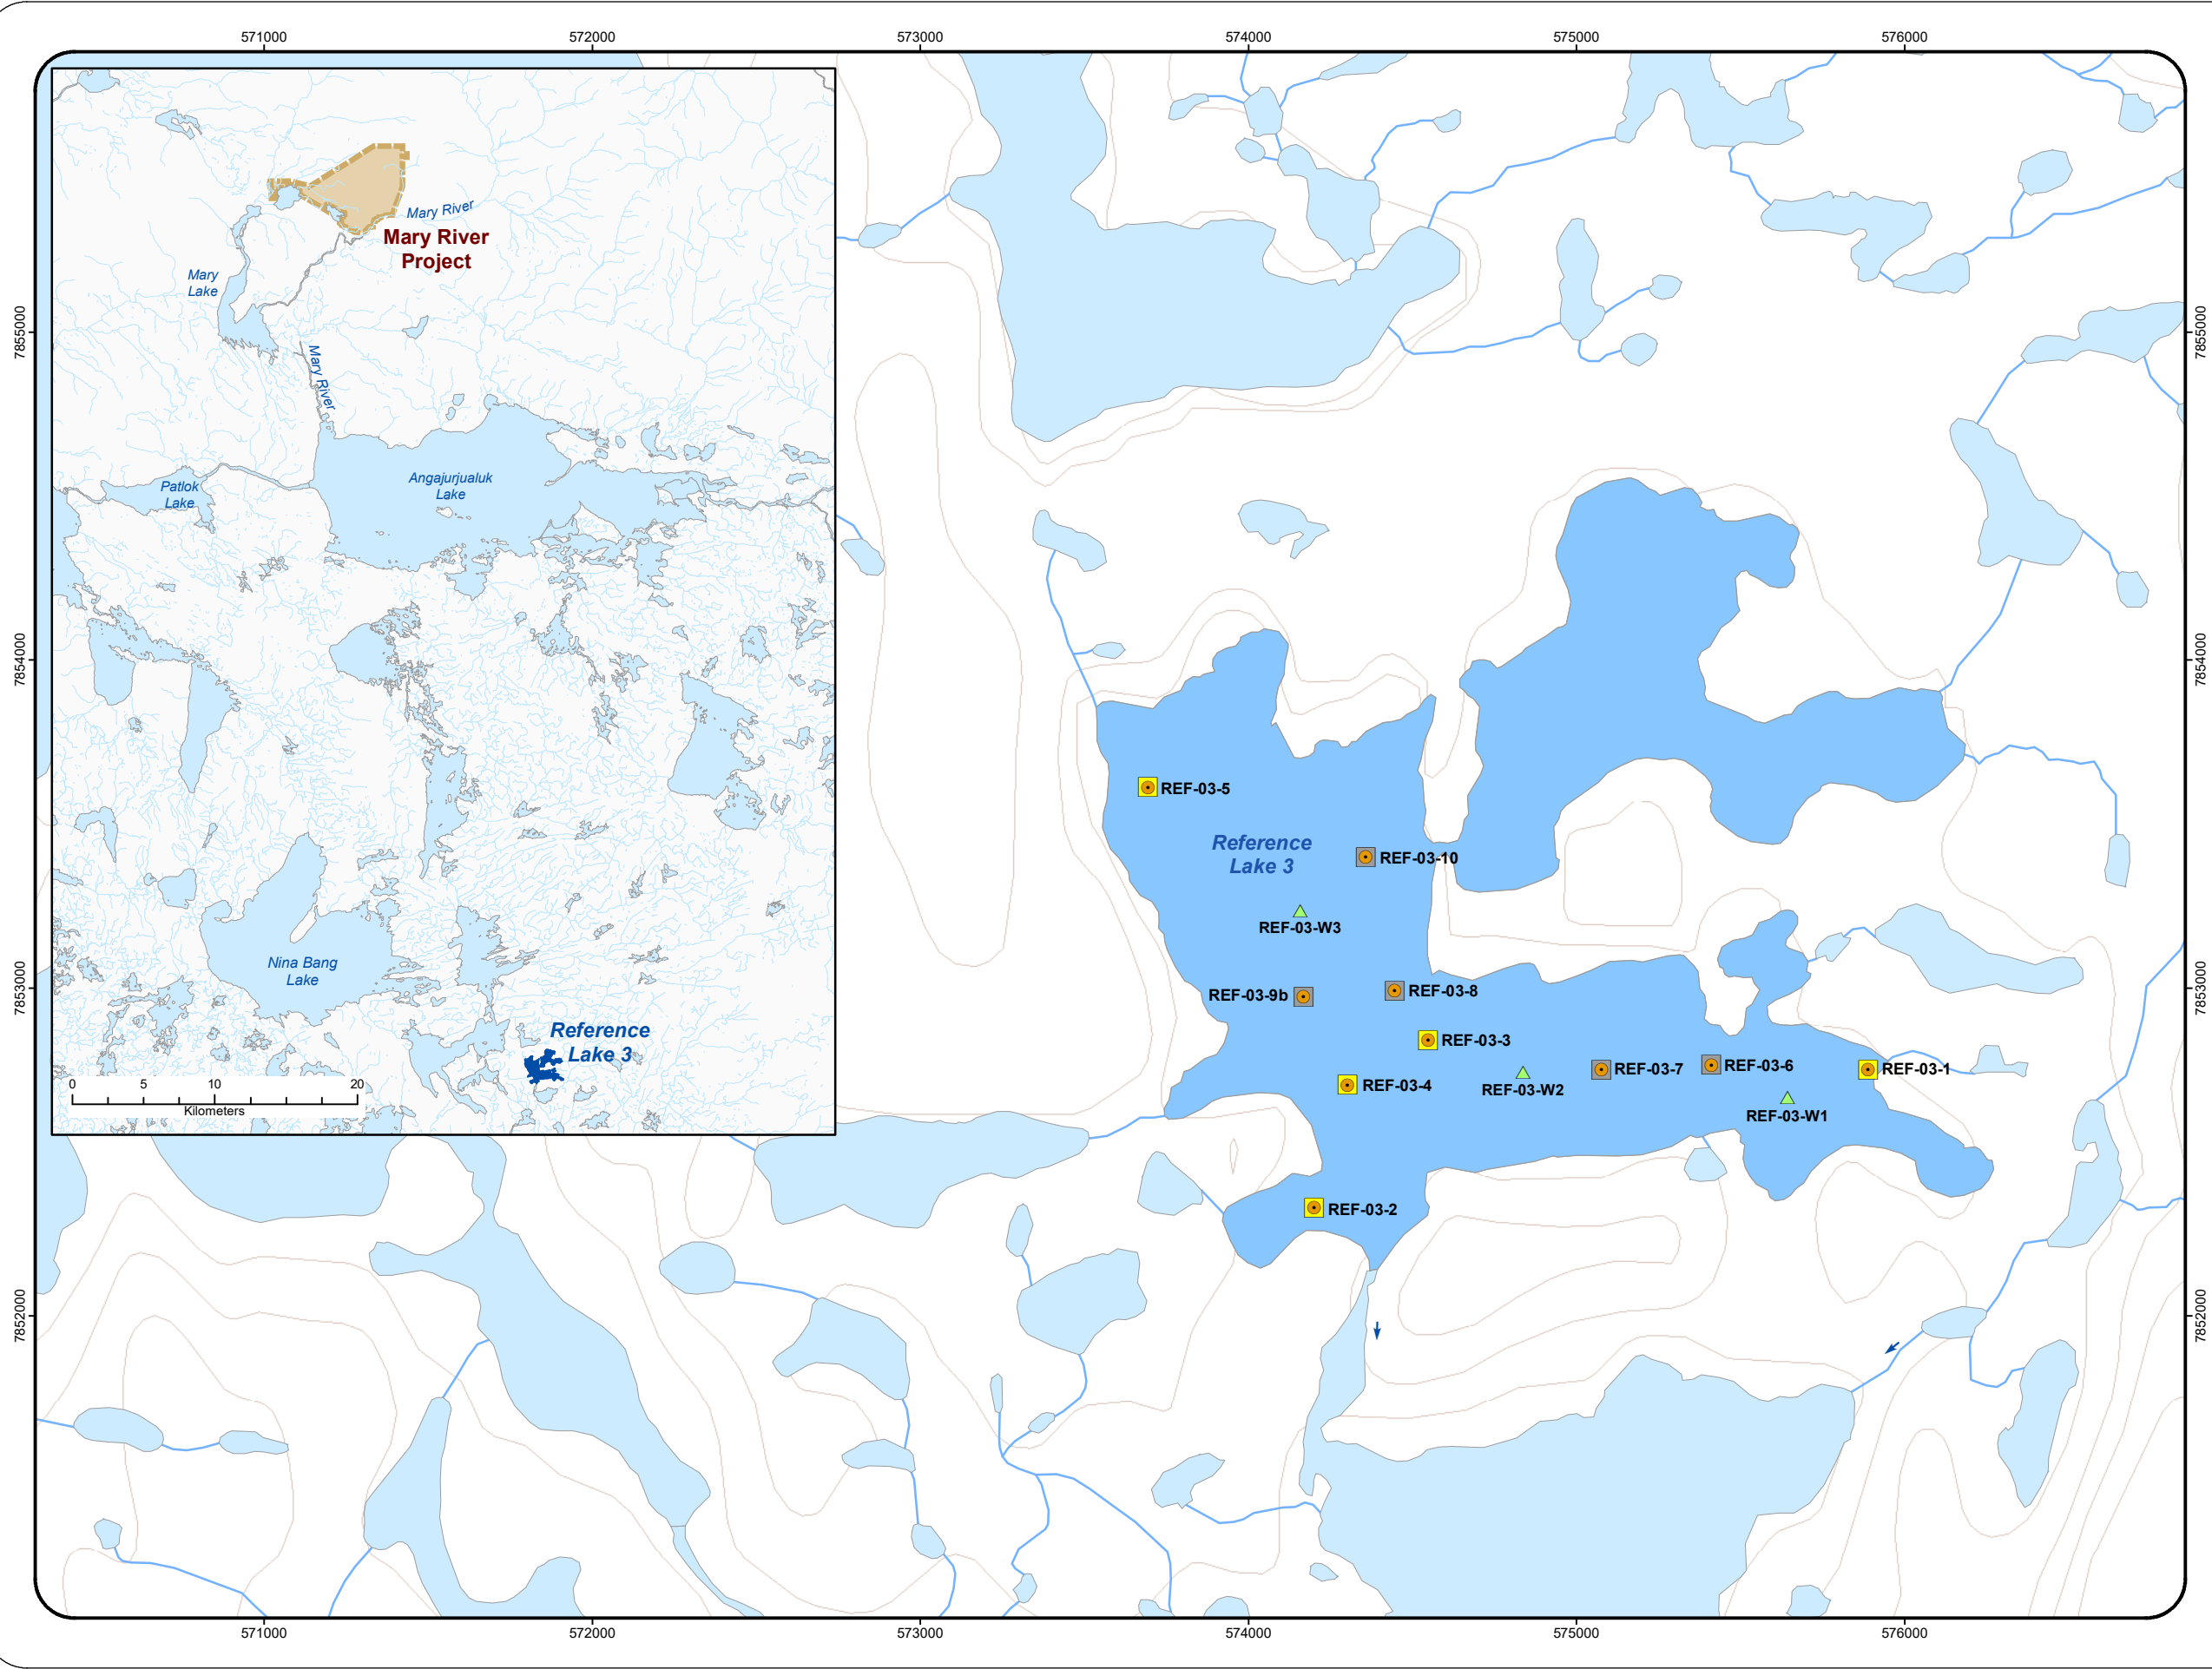 571000
572000
573000
574000
575000
576000
Mary River
Mary River
Project
Mary
Lake
Mary River
Patlok
Lake
Angajurjualuk
Lake
Nina Bang
Lake
Reference
Lake 3
0
5
10
20
Kilometers
7855000
7854000
7853000
7852000
7855000
7854000
7853000
7852000
REF-03-5
Reference
Lake 3
REF-03-10
REF-03-W3
REF-03-9b
REF-03-8
REF-03-3
REF-03-4
REF-03-W2
REF-03-7
REF-03-6
REF-03-1
REF-03-W1
REF-03-2
571000
572000
573000
574000
575000
576000